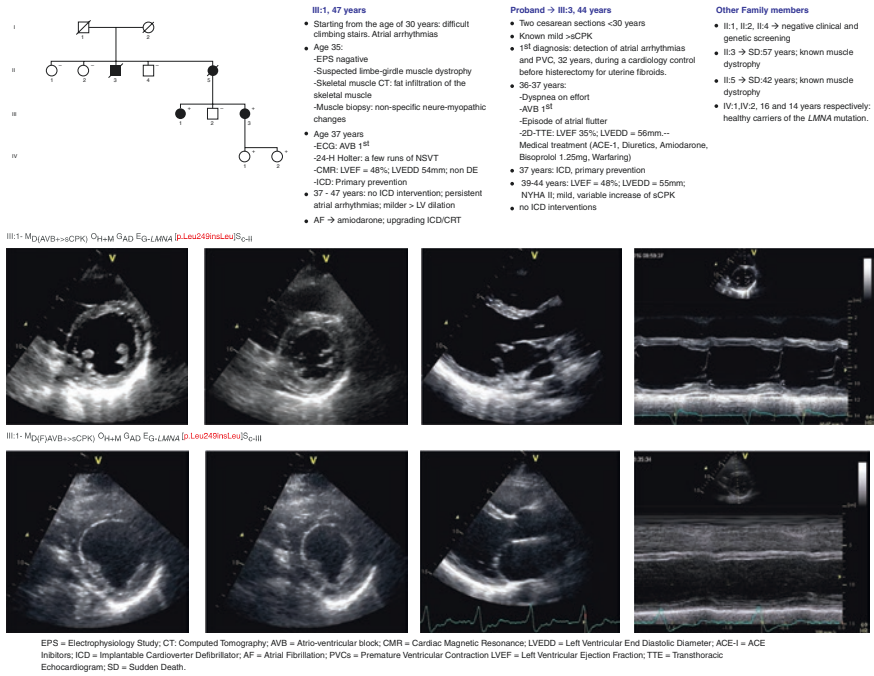 I
1
2
II
1
2
3
4
5
III
1
2
3
IV
1
2
III:1, 47 years
• Starting from the age of 30 years: difficult
climbing stairs. Atrial arrhythmias
• Age 35:
-EPS nagative
-Suspected limbe-girdle muscle dystrophy
-Skeletal muscle CT: fat infiltration of the
skeletal muscle
-Muscle biopsy: non-specific neure-myopathic
changes
• Age 37 years
-ECG: AVB 1st
-24-H Holter: a few runs of NSVT
-CMR: LVEF = 48%; LVEDD 54mm; non DE
-ICD: Primary prevention
• 37 - 47 years: no ICD intervention; persistent
atrial arrhythmias; milder > LV dilation
• AF → amiodarone; upgrading ICD/CRT
Proband → III:3, 44 years
• Two cesarean sections <30 years
• Known mild >sCPK
• 1st diagnosis: detection of atrial arrhythmias
and PVC, 32 years, during a cardiology control
before histerectomy for uterine fibroids.
• 36-37 years:
-Dyspnea on effort
-AVB 1st
-Episode of atrial flutter
-2D-TTE: LVEF 35%; LVEDD = 56mm.--
Medical treatment (ACE-1, Diuretics, Amiodarone,
Bisoprolol 1.25mg, Warfaring)
• 37 years: ICD, primary prevention
• 39-44 years: LVEF = 48%; LVEDD = 55mm;
NYHA II; mild, variable increase of sCPK
• no ICD interventions
Other Family members
• II:1, II:2, II:4 → negative clinical and
genetic screening
• II:3 → SD:57 years; known muscle
dystrophy
• II:5 → SD:42 years; known muscle
dystrophy
• IV:1,IV:2, 16 and 14 years respectively:
healthy carriers of the LMNA mutation.
III:1- MD(AVB+>sCPK) OH+M GAD EG-LMNA [p.Leu249insLeu]SC-II
V
V
V
III:1- MD(F)AVB+>sCPK) OH+M GAD EG-LMNA [p.Leu249insLeu]SC-III
V
V
V
EPS = Electrophysiology Study; CT: Computed Tomography; AVB = Atrio-ventricular block; CMR = Cardiac Magnetic Resonance; LVEDD = Left Ventricular End Diastolic Diameter; ACE-I = ACE
Inibitors; ICD = Implantable Cardioverter Defibrillator; AF = Atrial Fibrillation; PVCs = Premature Ventricular Contraction LVEF = Left Ventricular Ejection Fraction; TTE = Transthoracic
Echocardiogram; SD = Sudden Death.